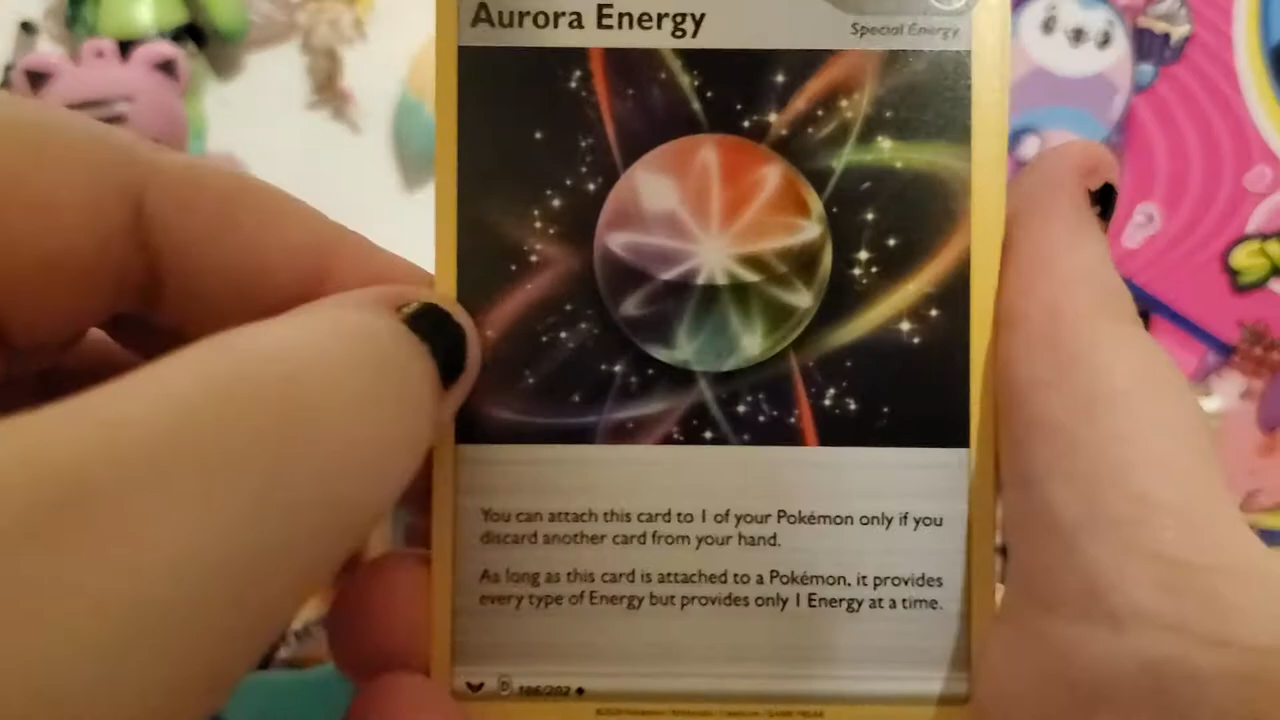 Aurora Energy
Special Energy
You can attach this card to 1 of your Pokémon only if you
discard another card from your hand.
As long as this card is attached to a Pokémon, it provides
every type of Energy but provides only 1 Energy at a time.
D 186/202